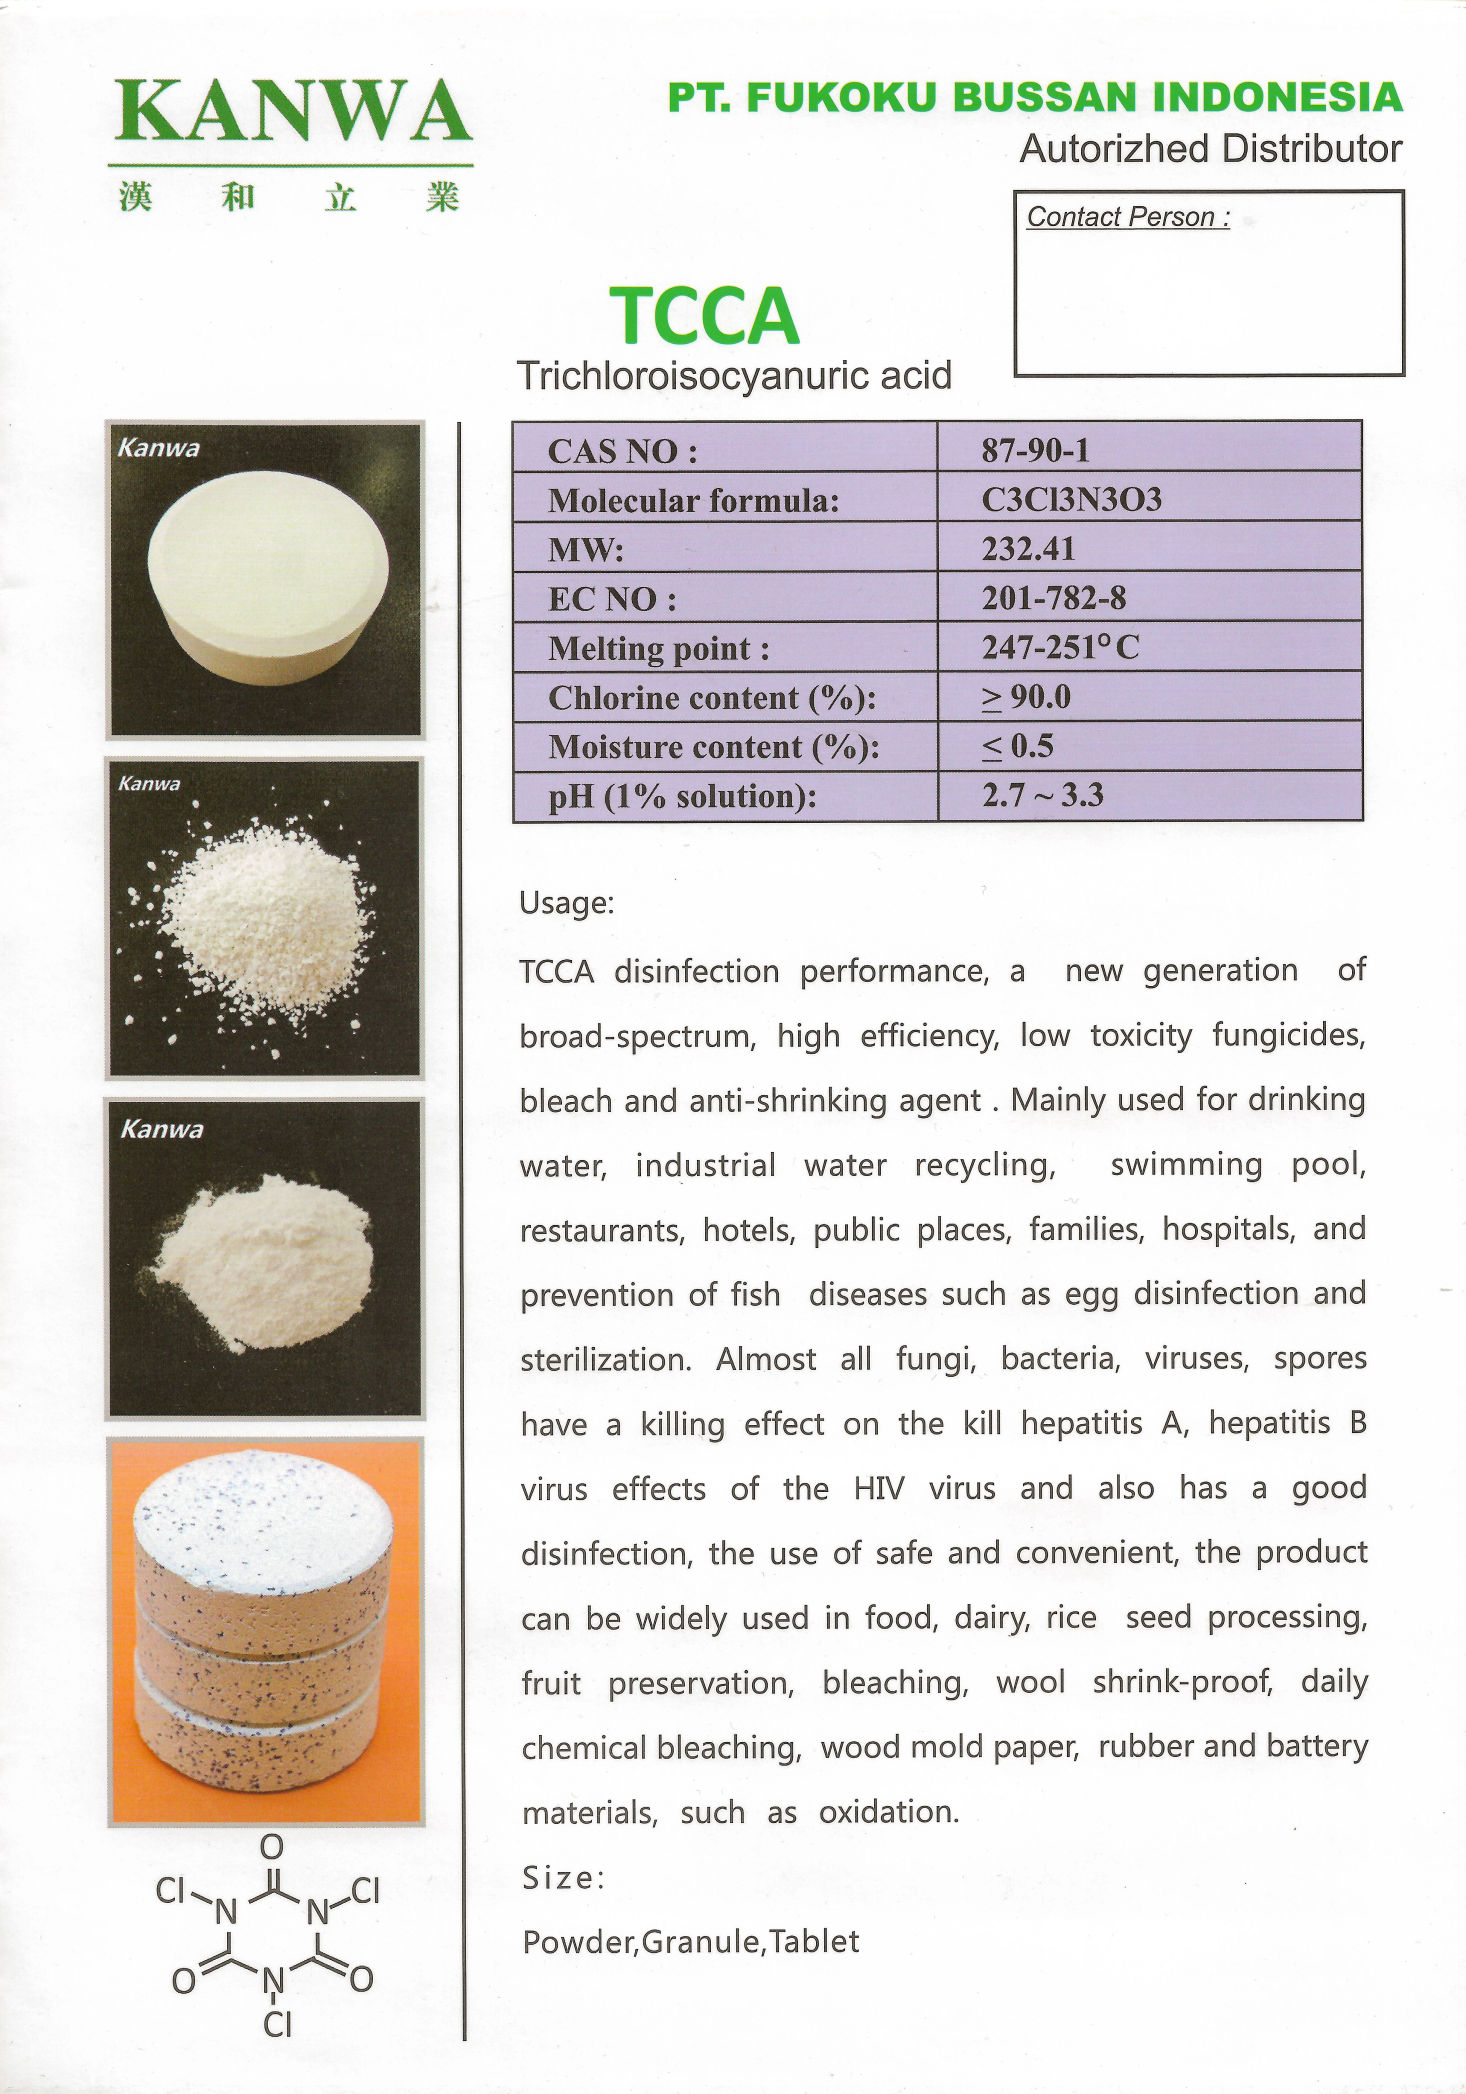 KANWA
漢和立業
PT. FUKOKU BUSSAN INDONESIA
Autorizhed Distributor
Contact Person :
TCCA
Trichloroisocyanuric acid
CAS NO : 87-90-1
Molecular formula: C3Cl3N3O3
MW: 232.41
EC NO : 201-782-8
Melting point : 247-251°C
Chlorine content (%): ≥ 90.0
Moisture content (%): ≤ 0.5
pH (1% solution): 2.7 ~ 3.3
Kanwa
Kanwa
Kanwa
O
Cl N N Cl
O N O
Cl
Usage:
TCCA disinfection performance, a new generation of
broad-spectrum, high efficiency, low toxicity fungicides,
bleach and anti-shrinking agent . Mainly used for drinking
water, industrial water recycling, swimming pool,
restaurants, hotels, public places, families, hospitals, and
prevention of fish diseases such as egg disinfection and
sterilization. Almost all fungi, bacteria, viruses, spores
have a killing effect on the kill hepatitis A, hepatitis B
virus effects of the HIV virus and also has a good
disinfection, the use of safe and convenient, the product
can be widely used in food, dairy, rice seed processing,
fruit preservation, bleaching, wool shrink-proof, daily
chemical bleaching, wood mold paper, rubber and battery
materials, such as oxidation.
Size:
Powder,Granule,Tablet